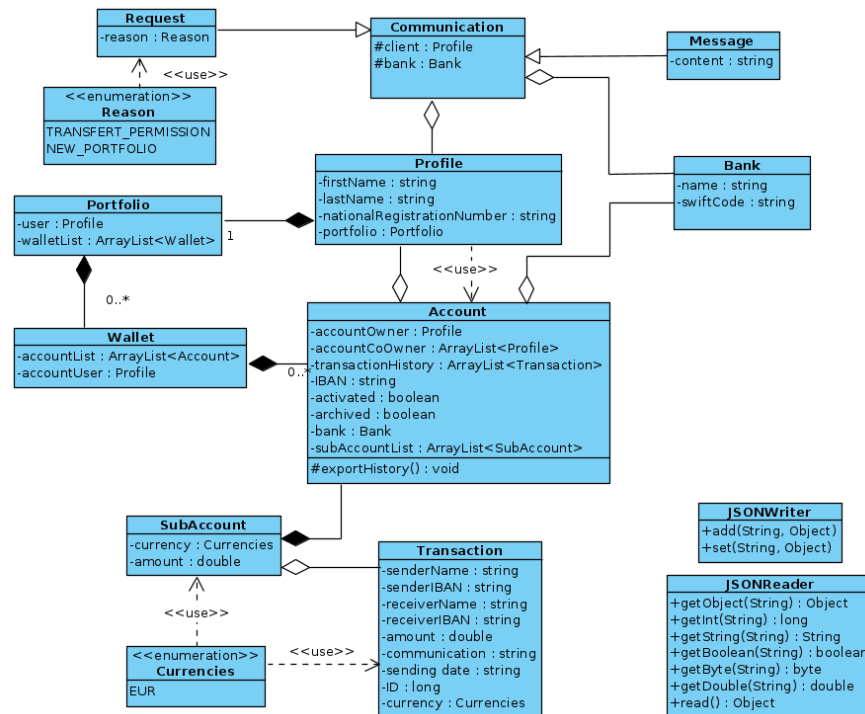 Request
-reason : Reason
<<use>>
<<enumeration>>
Reason
TRANSFERT_PERMISSION
NEW_PORTFOLIO
Communication
#client : Profile
#bank : Bank
Message
-content : string
Bank
-name : string
-swiftCode : string
Profile
-firstName : string
-lastName : string
-nationalRegistrationNumber : string
-portfolio : Portfolio
Portfolio
-user : Profile
-walletList : ArrayList<Wallet>
1
<<use>>
0..*
Wallet
-accountList : ArrayList<Account>
-accountUser : Profile
0..*
Account
-accountOwner : Profile
-accountCoOwner : ArrayList<Profile>
-transactionHistory : ArrayList<Transaction>
-IBAN : string
-activated : boolean
-archived : boolean
-bank : Bank
-subAccountList : ArrayList<SubAccount>
#exportHistory() : void
SubAccount
-currency : Currencies
-amount : double
<<use>>
<<enumeration>>
Currencies
EUR
<<use>>
Transaction
-senderName : string
-senderIBAN : string
-receiverName : string
-receiverIBAN : string
-amount : double
-communication : string
-sending date : string
-ID : long
-currency : Currencies
JSONWriter
+add(String, Object)
+set(String, Object)
JSONReader
+getObject(String) : Object
+getInt(String) : long
+getString(String) : String
+getBoolean(String) : boolean
+getByte(String) : byte
+getDouble(String) : double
+read() : Object